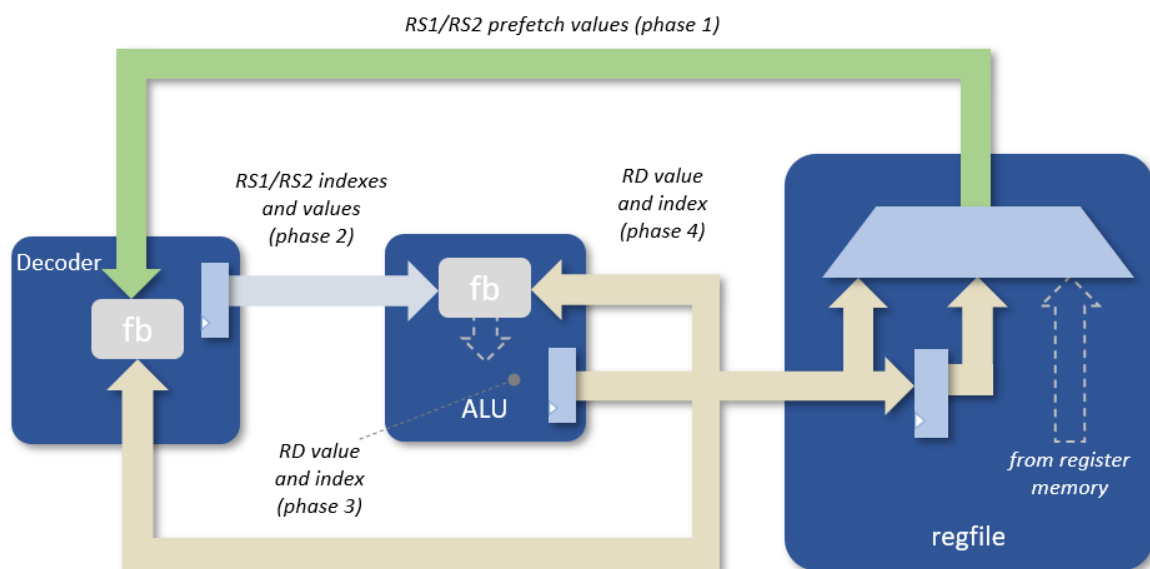 RS1/RS2 prefetch values (phase 1)
RS1/RS2 indexes
and values
(phase 2)
RD value
and index
(phase 4)
Decoder
fb
fb
ALU
RD value
and index
(phase 3)
from register
memory
regfile